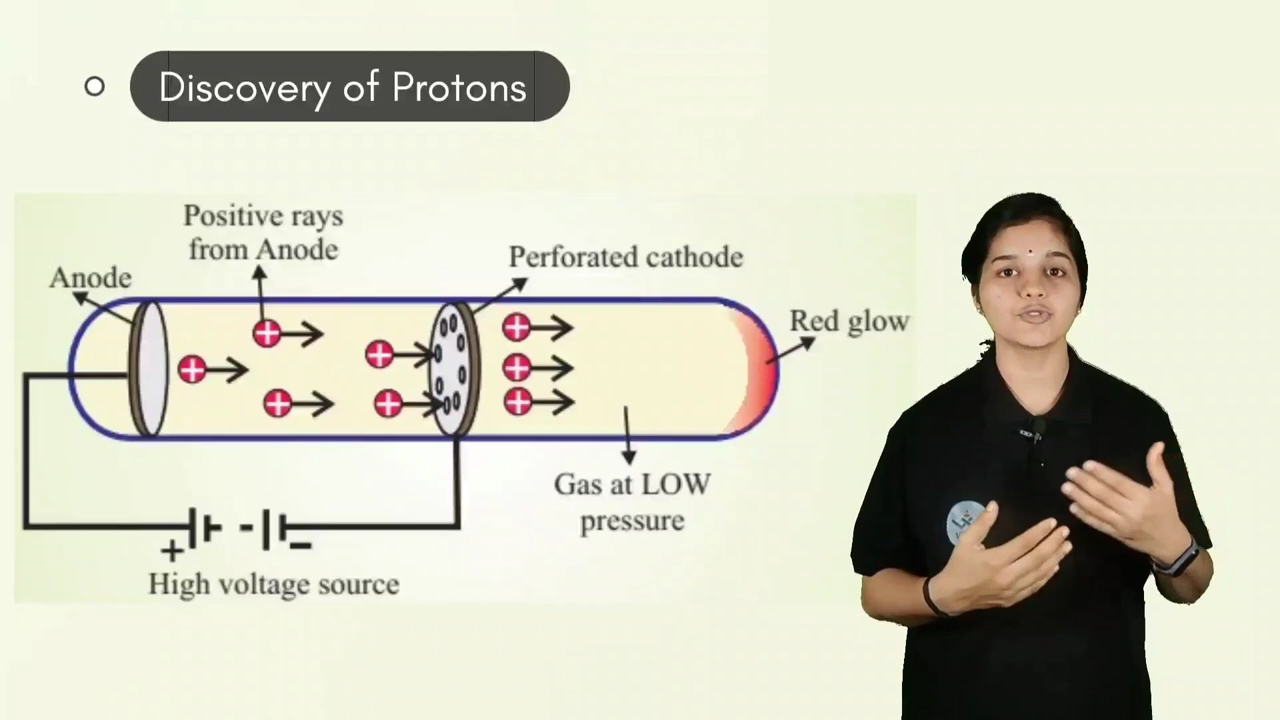 Discovery of Protons
Positive rays
from Anode
Anode
Perforated cathode
Red glow
Gas at LOW
pressure
+
−
High voltage source